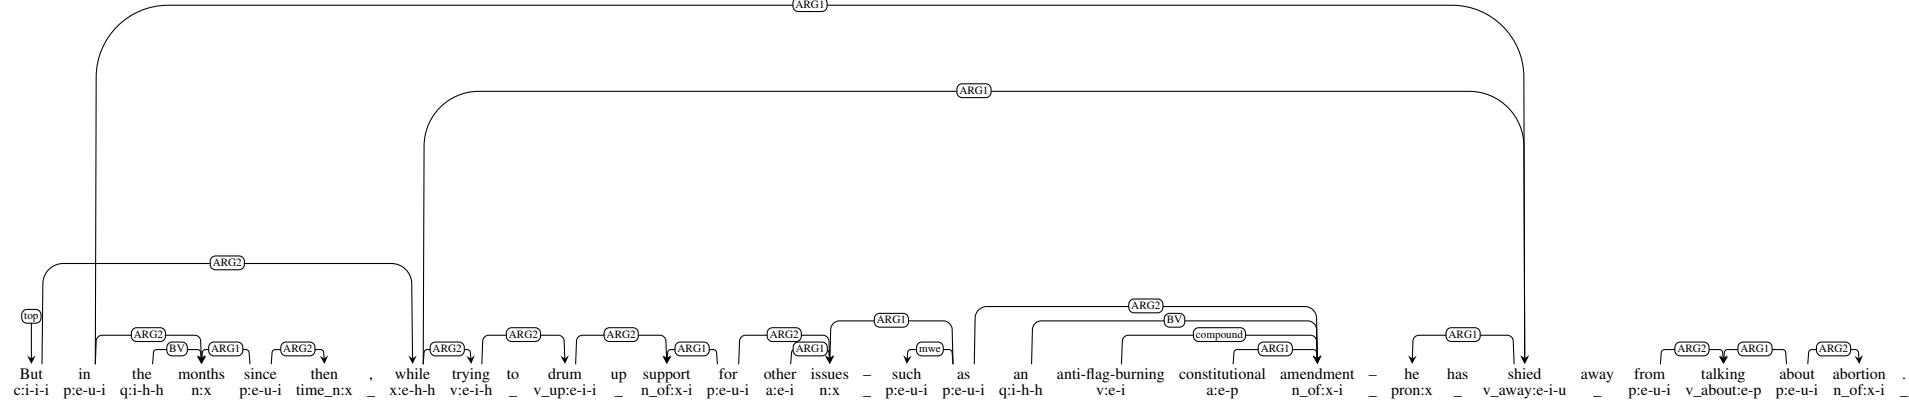 ARG1
ARG1
ARG2
top ARG2 BV ARG1 ARG2 ARG2 ARG2 ARG2 ARG1 ARG2 ARG1 ARG1 mwe ARG2 BV compound ARG1 ARG1 ARG2 ARG1 ARG2
But in the months since then , while trying to drum up support for other issues – such as an anti-flag-burning constitutional amendment – he has shied away from talking about abortion .
c:i-i-i p:e-u-i q:i-h-h n:x p:e-u-i time_n:x _ x:e-h-h v:e-i-h _ v_up:e-i-i _ n_of:x-i p:e-u-i a:e-i n:x _ p:e-u-i p:e-u-i q:i-h-h v:e-i a:e-p n_of:x-i _ pron:x _ v_away:e-i-u _ p:e-u-i v_about:e-p p:e-u-i n_of:x-i _